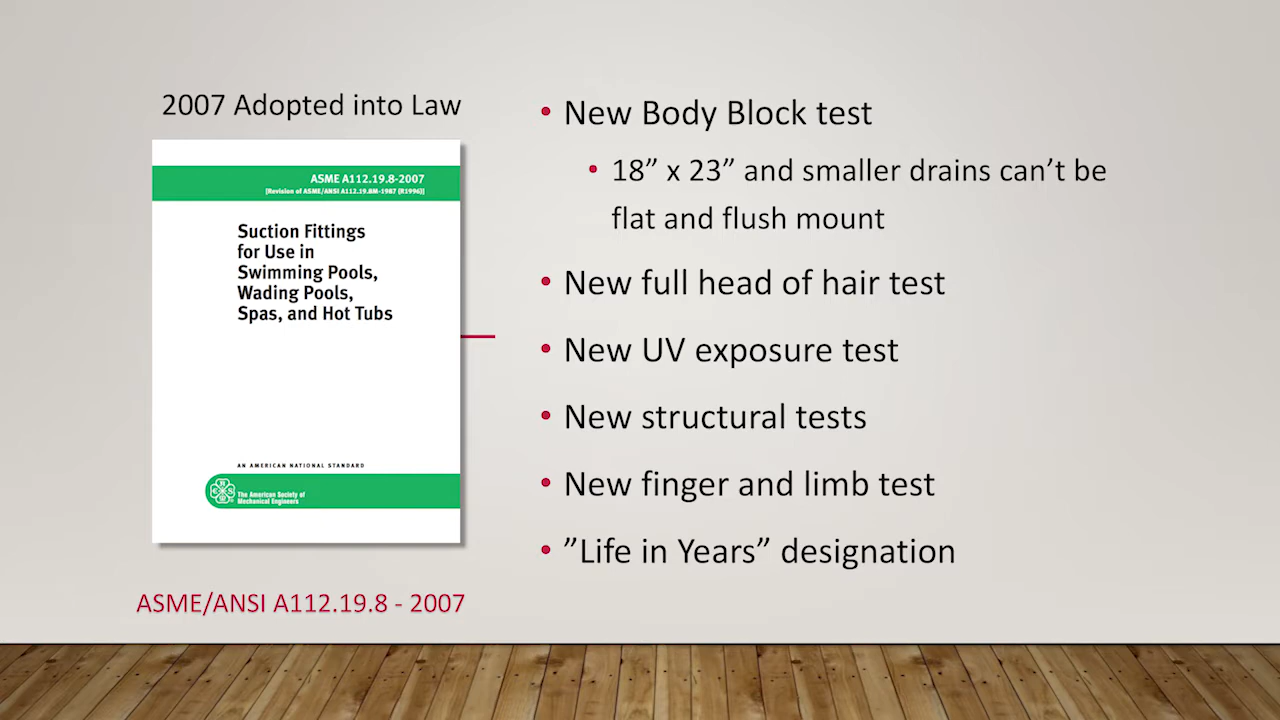 2007 Adopted into Law
ASME A112.19.8-2007
[Revision of ASME/ANSI A112.19.8M-1987 (R1996)]
Suction Fittings
for Use in
Swimming Pools,
Wading Pools,
Spas, and Hot Tubs
AN AMERICAN NATIONAL STANDARD
The American Society of
Mechanical Engineers
ASME/ANSI A112.19.8 - 2007
• New Body Block test
• 18” x 23” and smaller drains can’t be
flat and flush mount
• New full head of hair test
• New UV exposure test
• New structural tests
• New finger and limb test
• ”Life in Years” designation